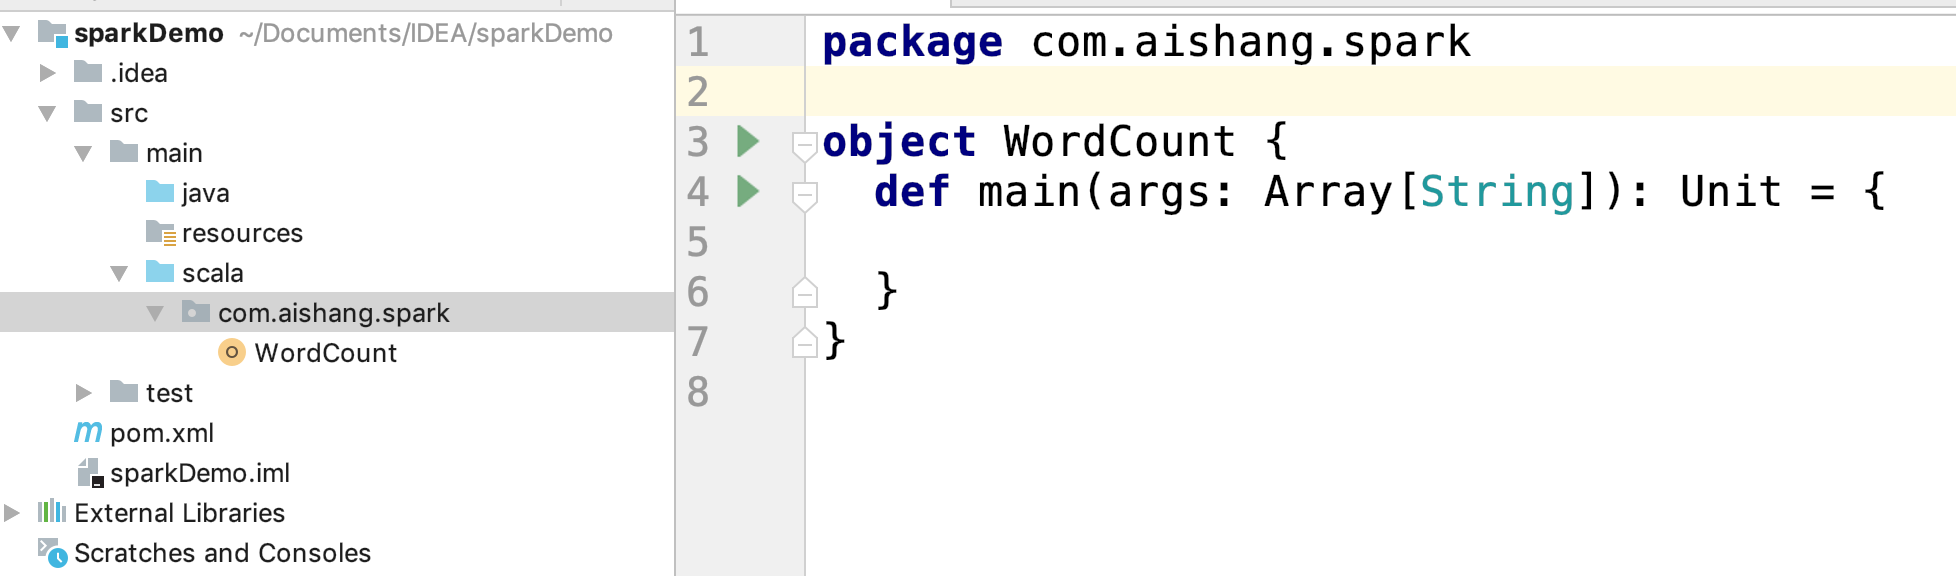 sparkDemo ~/Documents/IDEA/sparkDemo
.idea
src
main
java
resources
scala
com.aishang.spark
WordCount
test
pom.xml
sparkDemo.iml
External Libraries
Scratches and Consoles
1 package com.aishang.spark
2
3 object WordCount {
4 def main(args: Array[String]): Unit = {
5
6 }
7 }
8